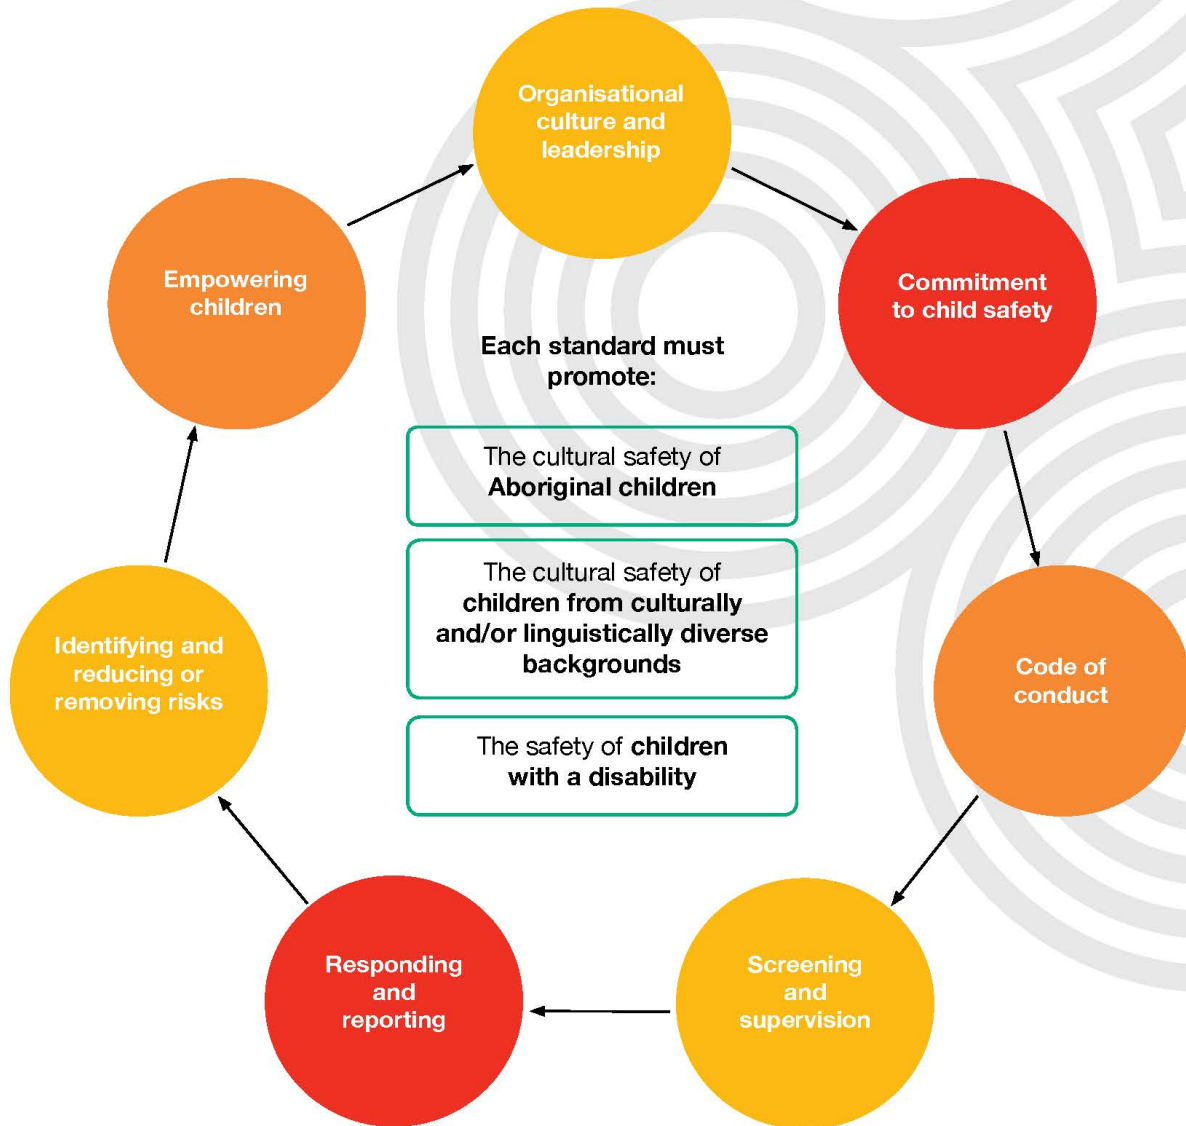 Organisational
culture and
leadership
Commitment
to child safety
Code of
conduct
Screening
and
supervision
Responding
and
reporting
Identifying and
reducing or
removing risks
Empowering
children
Each standard must
promote:
The cultural safety of
Aboriginal children
The cultural safety of
children from culturally
and/or linguistically diverse
backgrounds
The safety of children
with a disability